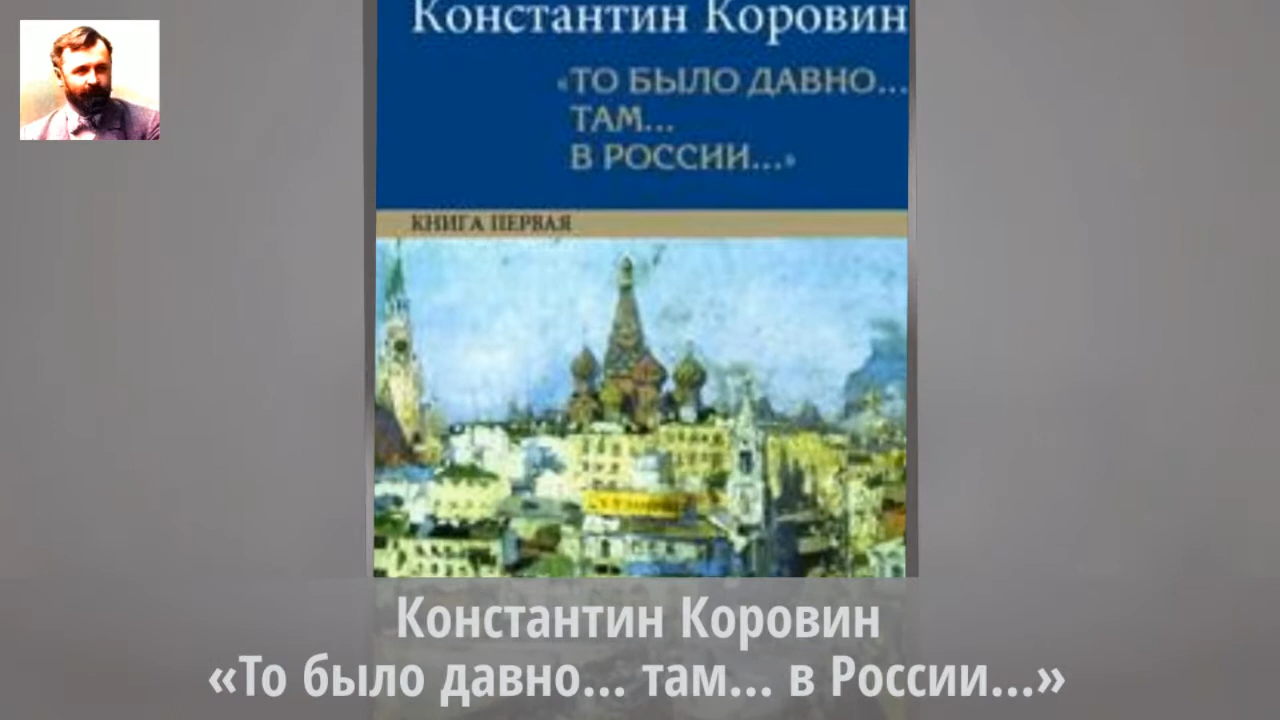 Константин Коровин
«ТО БЫЛО ДАВНО...
ТАМ...
В РОССИИ...»
КНИГА ПЕРВАЯ
Константин Коровин
«То было давно... там... в России...»